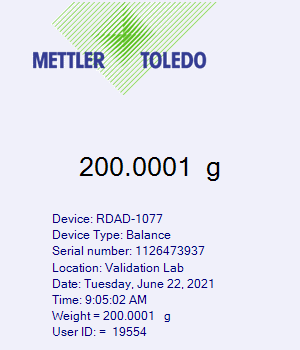 METTLER TOLEDO
200.0001 g
Device: RDAD-1077
Device Type: Balance
Serial number: 1126473937
Location: Validation Lab
Date: Tuesday, June 22, 2021
Time: 9:05:02 AM
Weight = 200.0001 g
User ID: = 19554